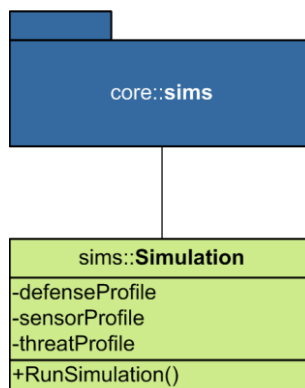 core::sims
sims::Simulation
-defenseProfile
-sensorProfile
-threatProfile
+RunSimulation()